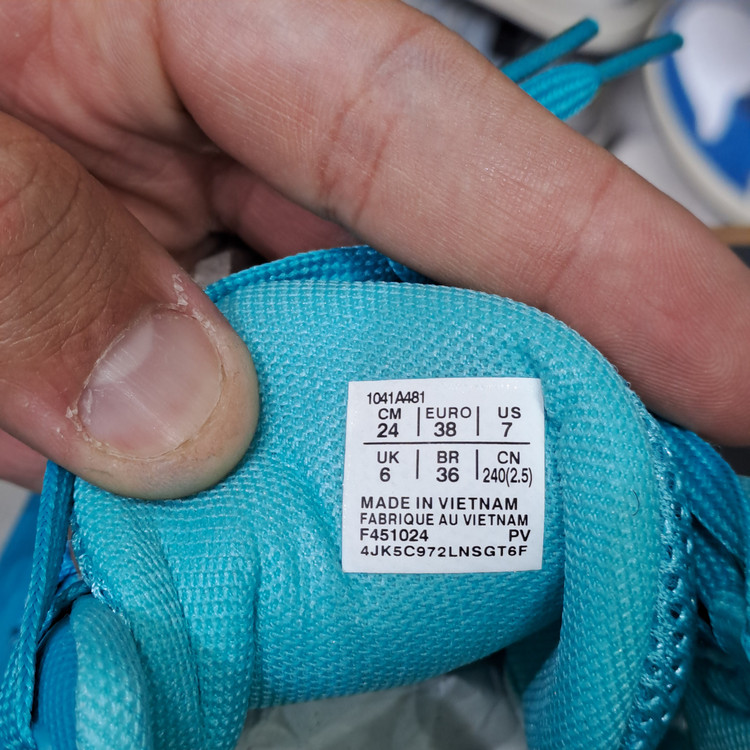 1041A481
CM | EURO | US
24 | 38 | 7
UK | BR | CN
6 | 36 | 240(2.5)
MADE IN VIETNAM
FABRIQUE AU VIETNAM
F451024 PV
4JK5C972LNSGT6F